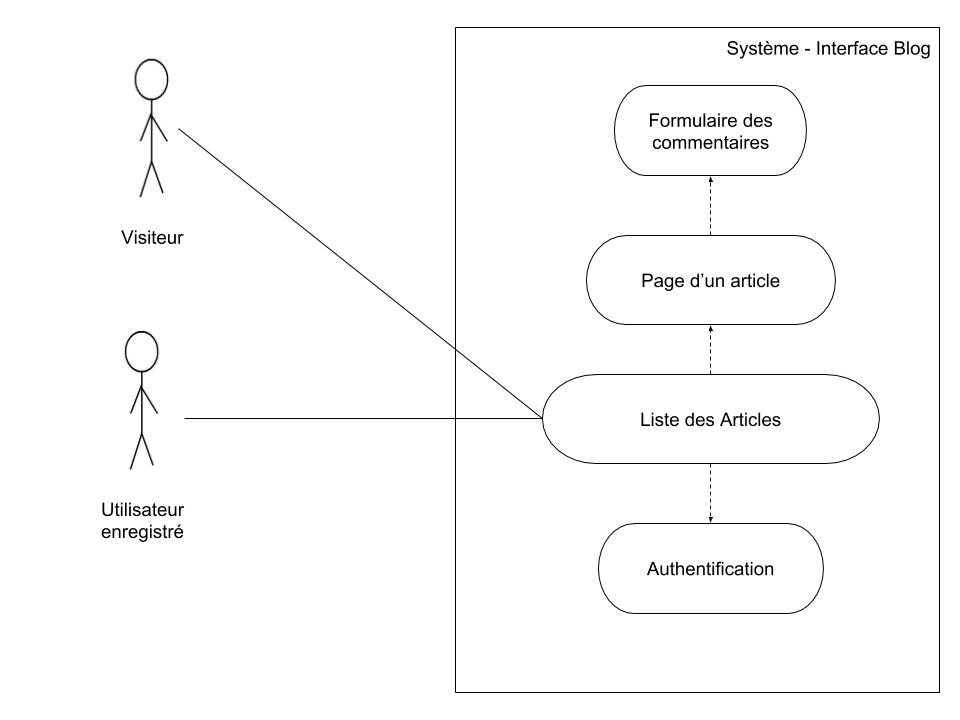 Système - Interface Blog
Formulaire des
commentaires
Visiteur
Page d’un article
Liste des Articles
Utilisateur
enregistré
Authentification